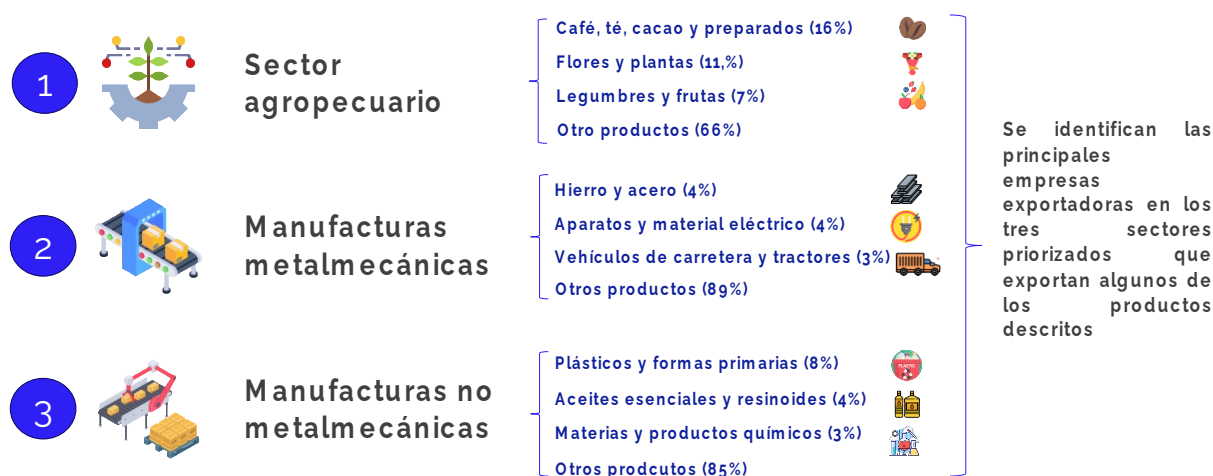 1
Sector
agropecuario
Café, té, cacao y preparados (16%)
Flores y plantas (11,%)
Legumbres y frutas (7%)
Otro productos (66%)
2
Manufacturas
metalmecánicas
Hierro y acero (4%)
Aparatos y material eléctrico (4%)
Vehículos de carretera y tractores (3%)
Otros productos (89%)
3
Manufacturas no
metalmecánicas
Plásticos y formas primarias (8%)
PLASTIC
Aceites esenciales y resinoides (4%)
Materias y productos químicos (3%)
Otros prodcutos (85%)
Se identifican las
principales
empresas
exportadoras en los
tres sectores
priorizados que
exportan algunos de
los productos
descritos